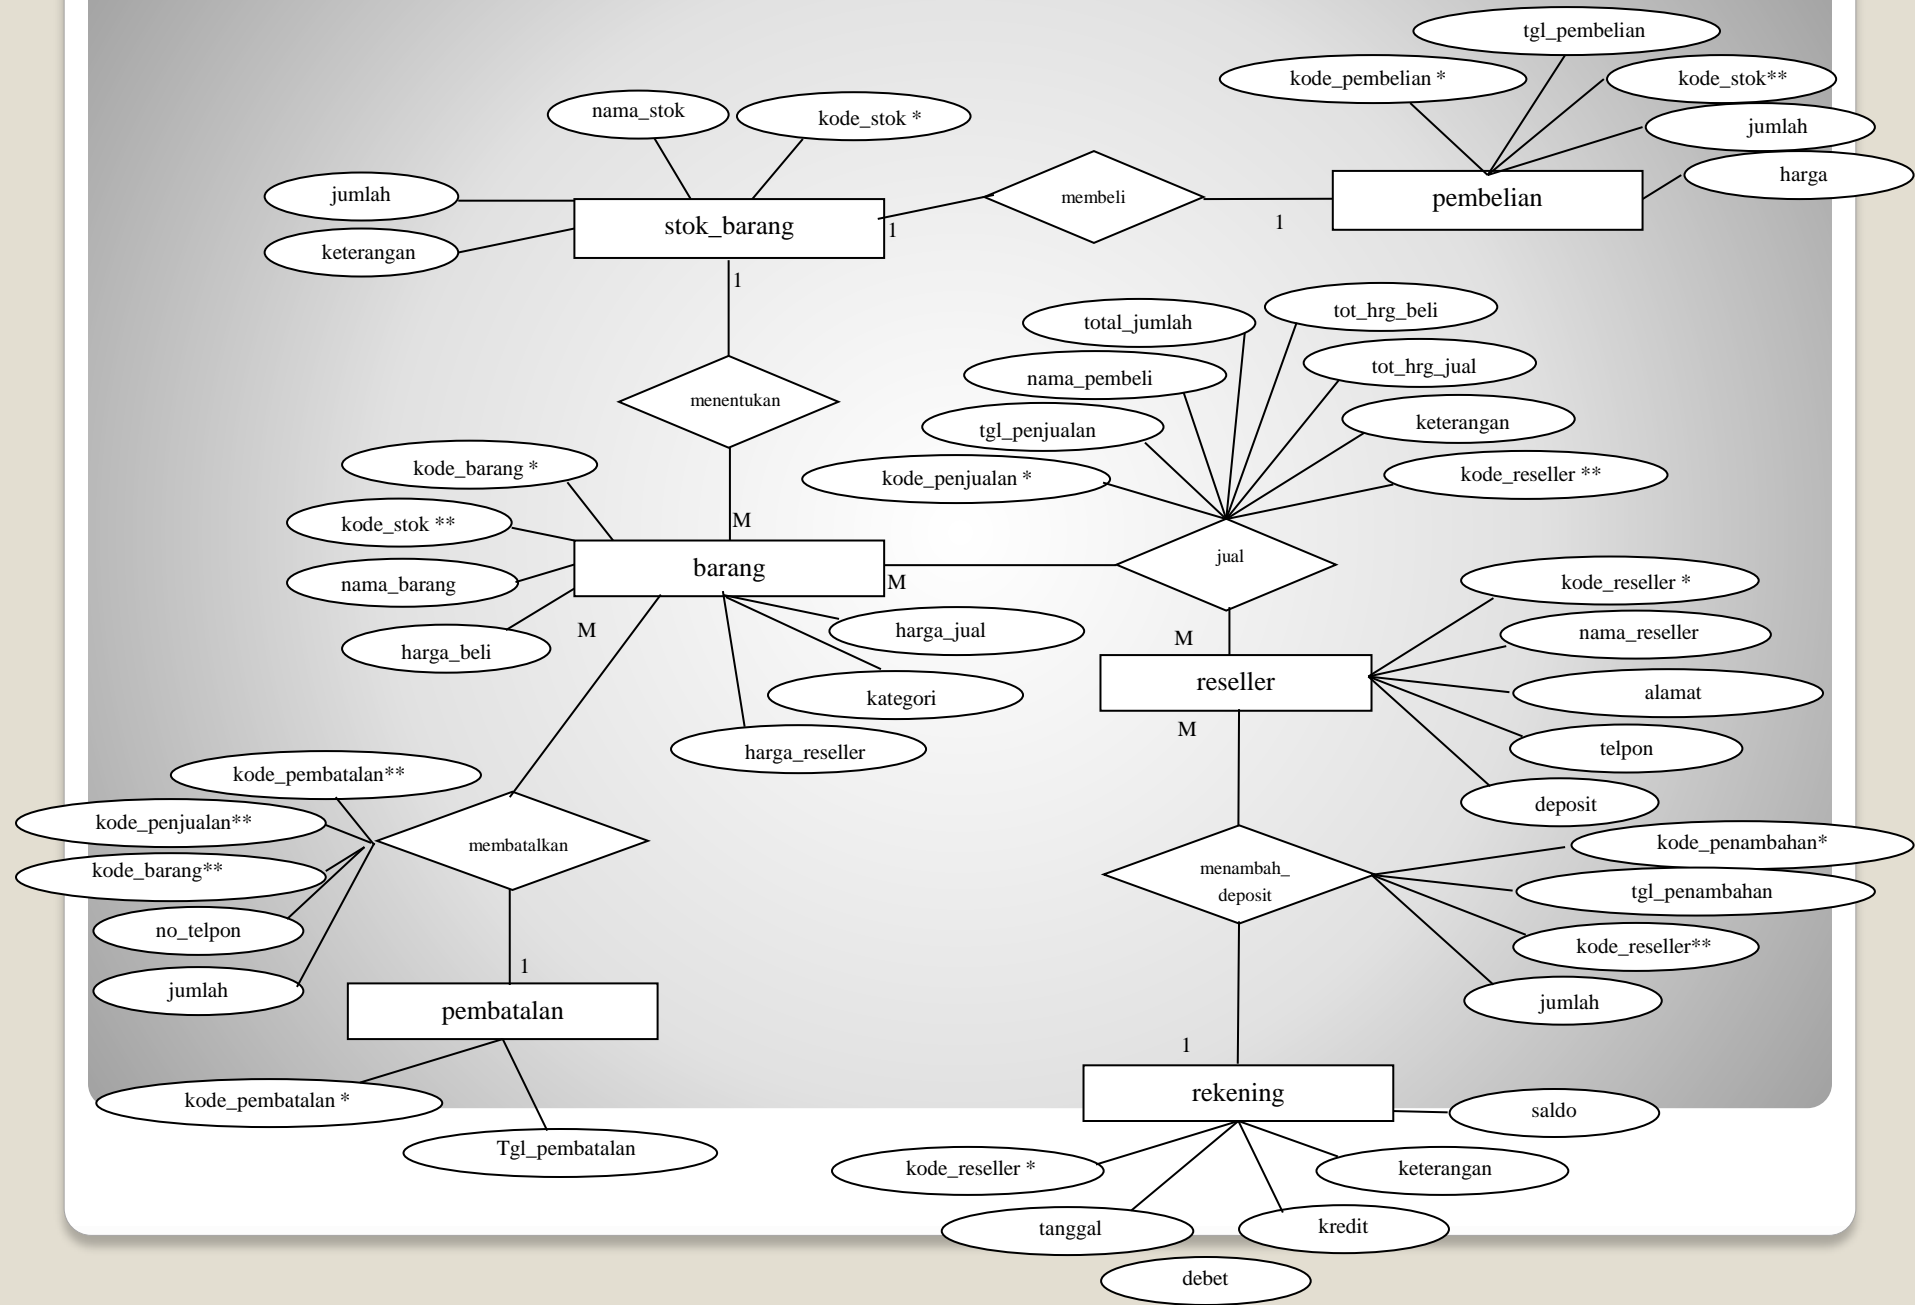 tgl_pembelian
kode_pembelian *
kode_stok**
nama_stok
kode_stok *
jumlah
harga
jumlah
membeli
pembelian
stok_barang
1
1
keterangan
1
total_jumlah
tot_hrg_beli
nama_pembeli
tot_hrg_jual
menentukan
tgl_penjualan
keterangan
kode_barang *
kode_penjualan *
kode_reseller **
kode_stok **
M
jual
barang
M
nama_barang
kode_reseller *
harga_beli
M
harga_jual
M
nama_reseller
reseller
kategori
alamat
M
harga_reseller
telpon
kode_pembatalan**
deposit
kode_penjualan**
membatalkan
kode_penambahan*
kode_barang**
menambah_
deposit
tgl_penambahan
no_telpon
kode_reseller**
1
jumlah
jumlah
pembatalan
1
rekening
kode_pembatalan *
saldo
Tgl_pembatalan
kode_reseller *
keterangan
tanggal
kredit
debet